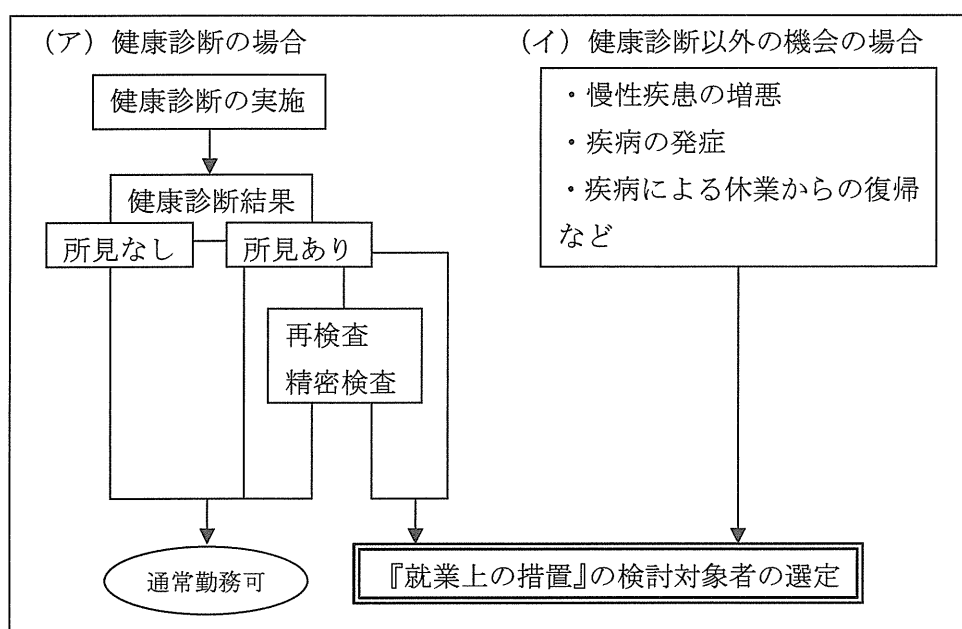 （ア）健康診断の場合
健康診断の実施
健康診断結果
所見なし
所見あり
再検査
精密検査
通常勤務可
（イ）健康診断以外の機会の場合
・慢性疾患の増悪
・疾病の発症
・疾病による休業からの復帰
など
『就業上の措置』の検討対象者の選定